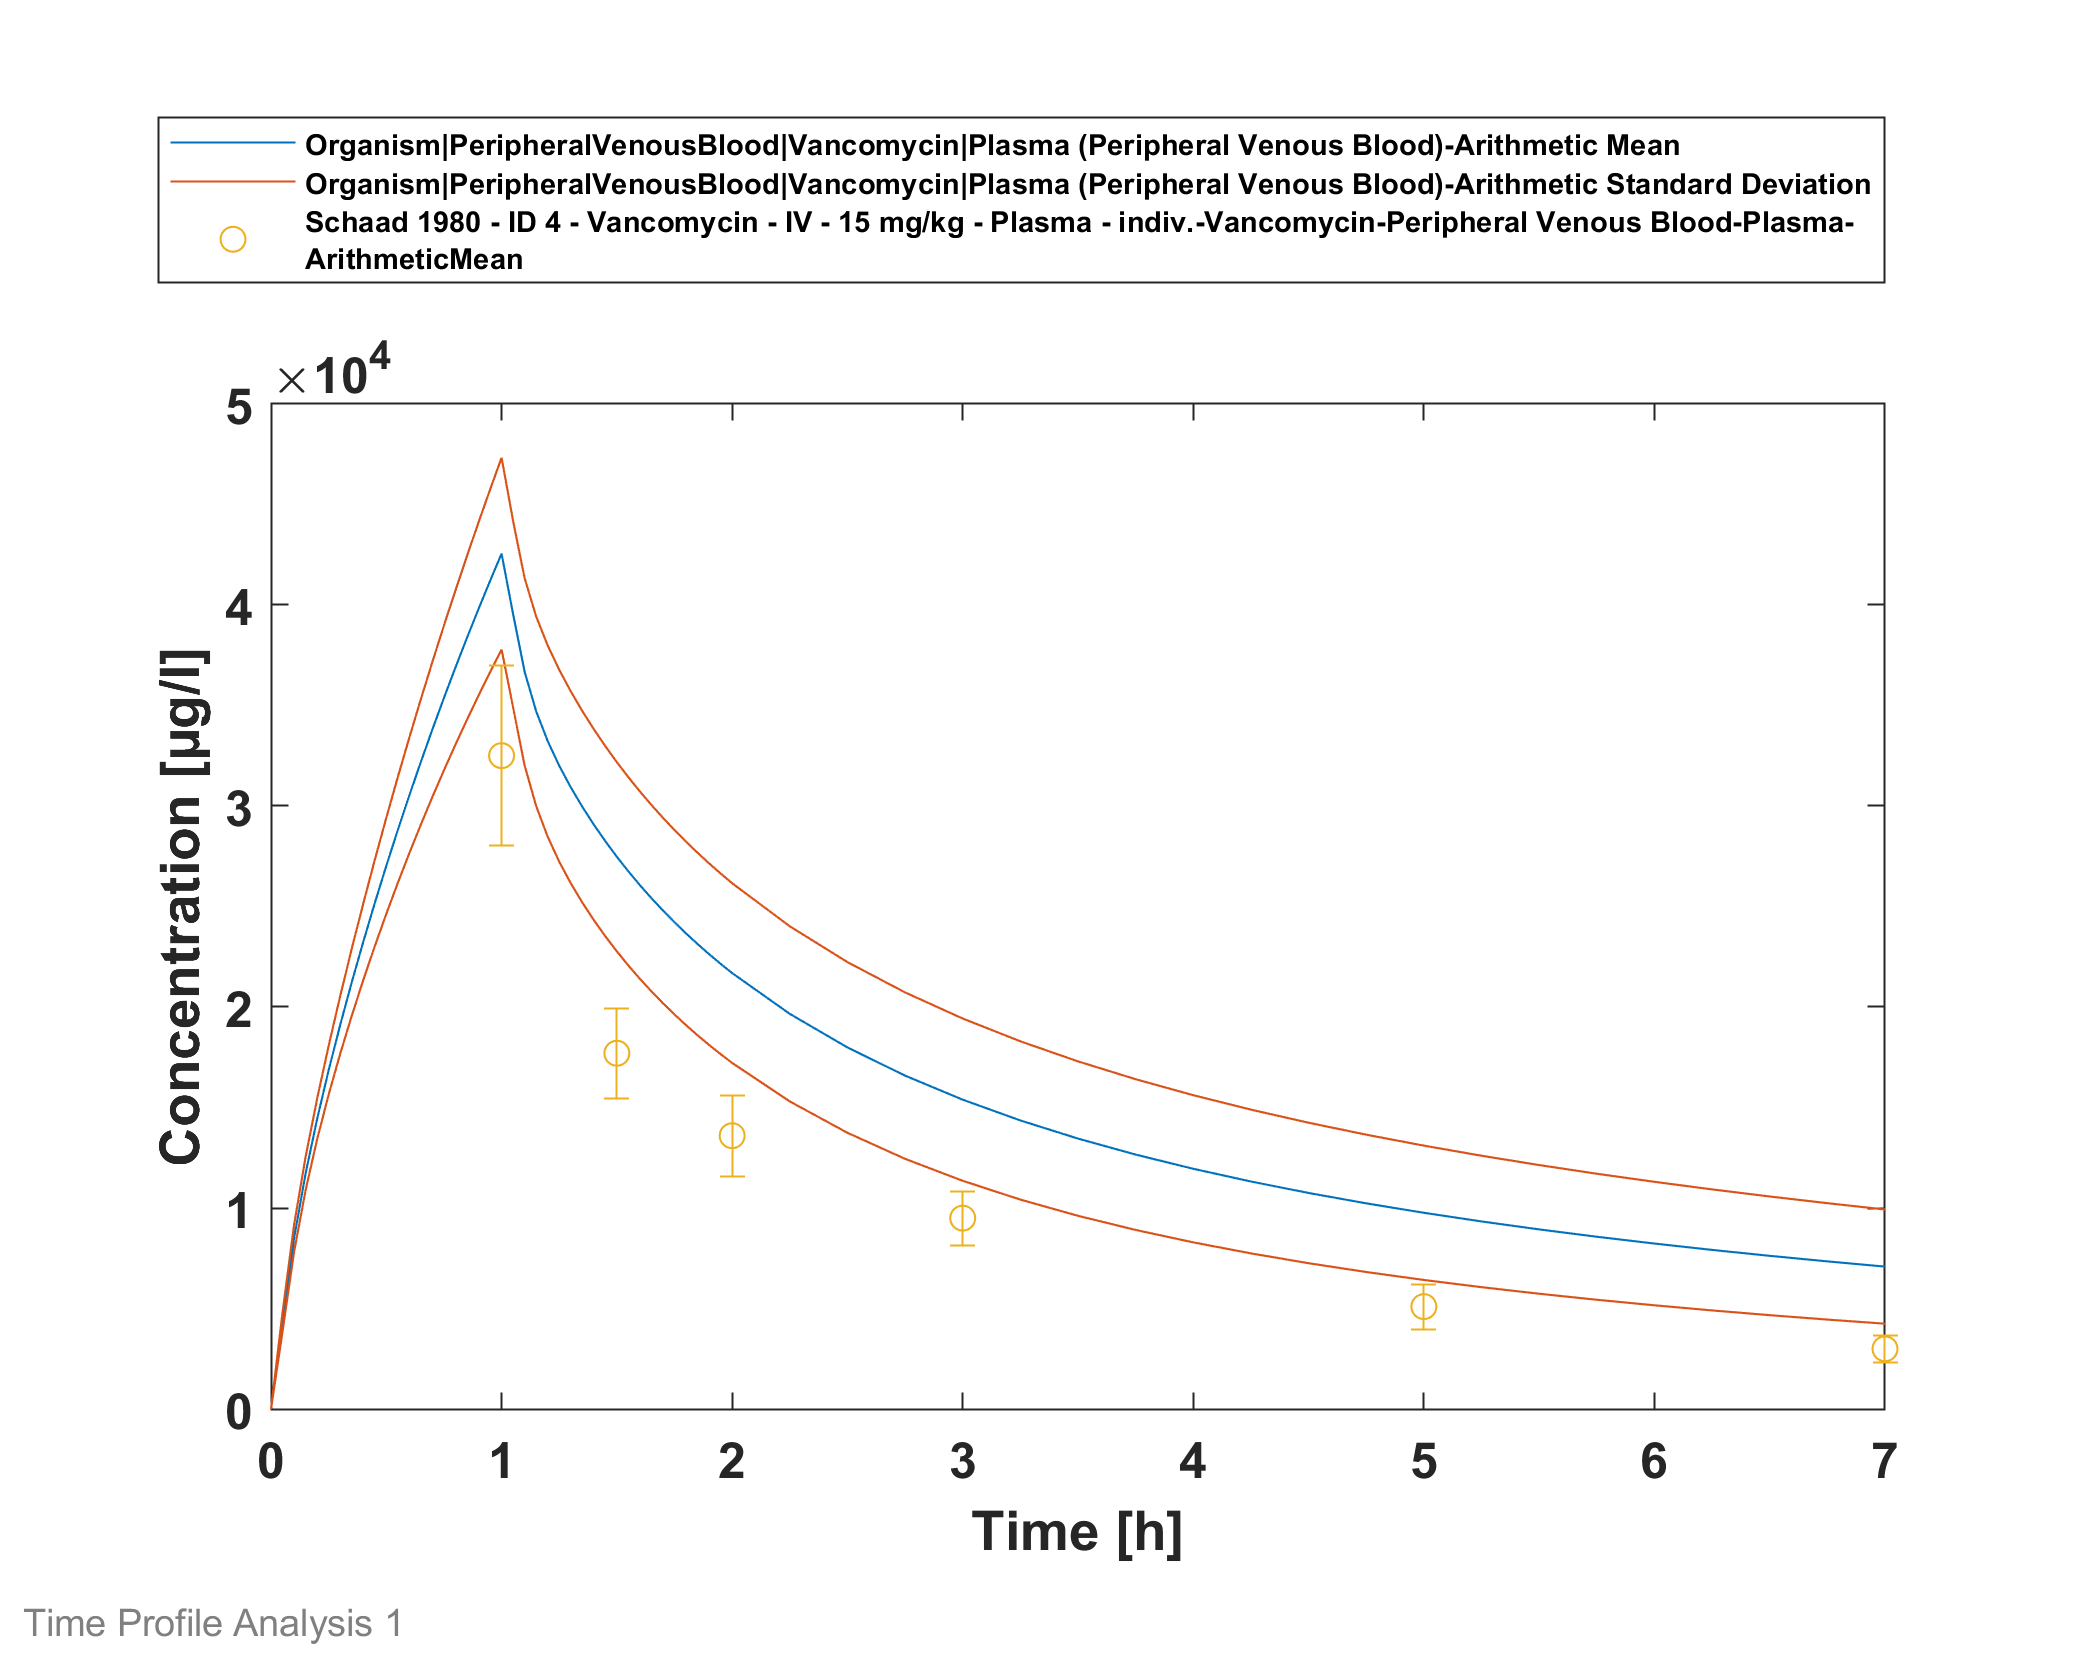 Organism|PeripheralVenousBlood|Vancomycin|Plasma (Peripheral Venous Blood)-Arithmetic Mean
Organism|PeripheralVenousBlood|Vancomycin|Plasma (Peripheral Venous Blood)-Arithmetic Standard Deviation
Schaad 1980 - ID 4 - Vancomycin - IV - 15 mg/kg - Plasma - indiv.-Vancomycin-Peripheral Venous Blood-Plasma-
ArithmeticMean
×10^4
5
4
3
2
1
0
Concentration [µg/l]
0 1 2 3 4 5 6 7
Time [h]
Time Profile Analysis 1